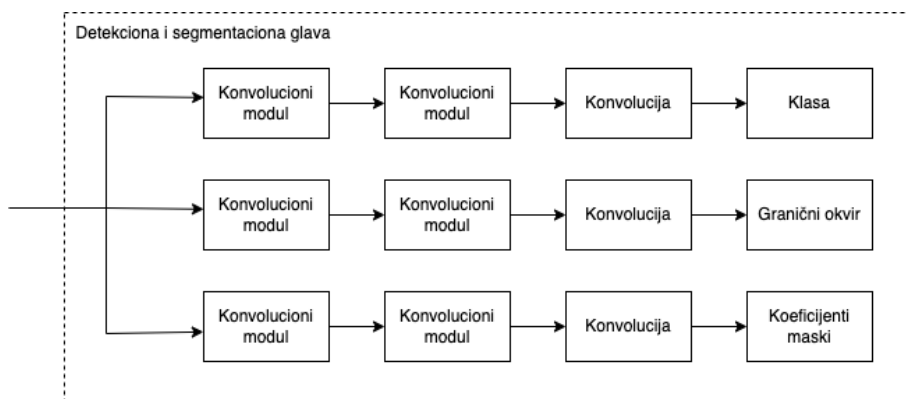 Detekciona i segmentaciona glava
Konvolucioni
modul
Konvolucioni
modul
Konvolucija
Klasa
Konvolucioni
modul
Konvolucioni
modul
Konvolucija
Granični okvir
Konvolucioni
modul
Konvolucioni
modul
Konvolucija
Koeficijenti
maski